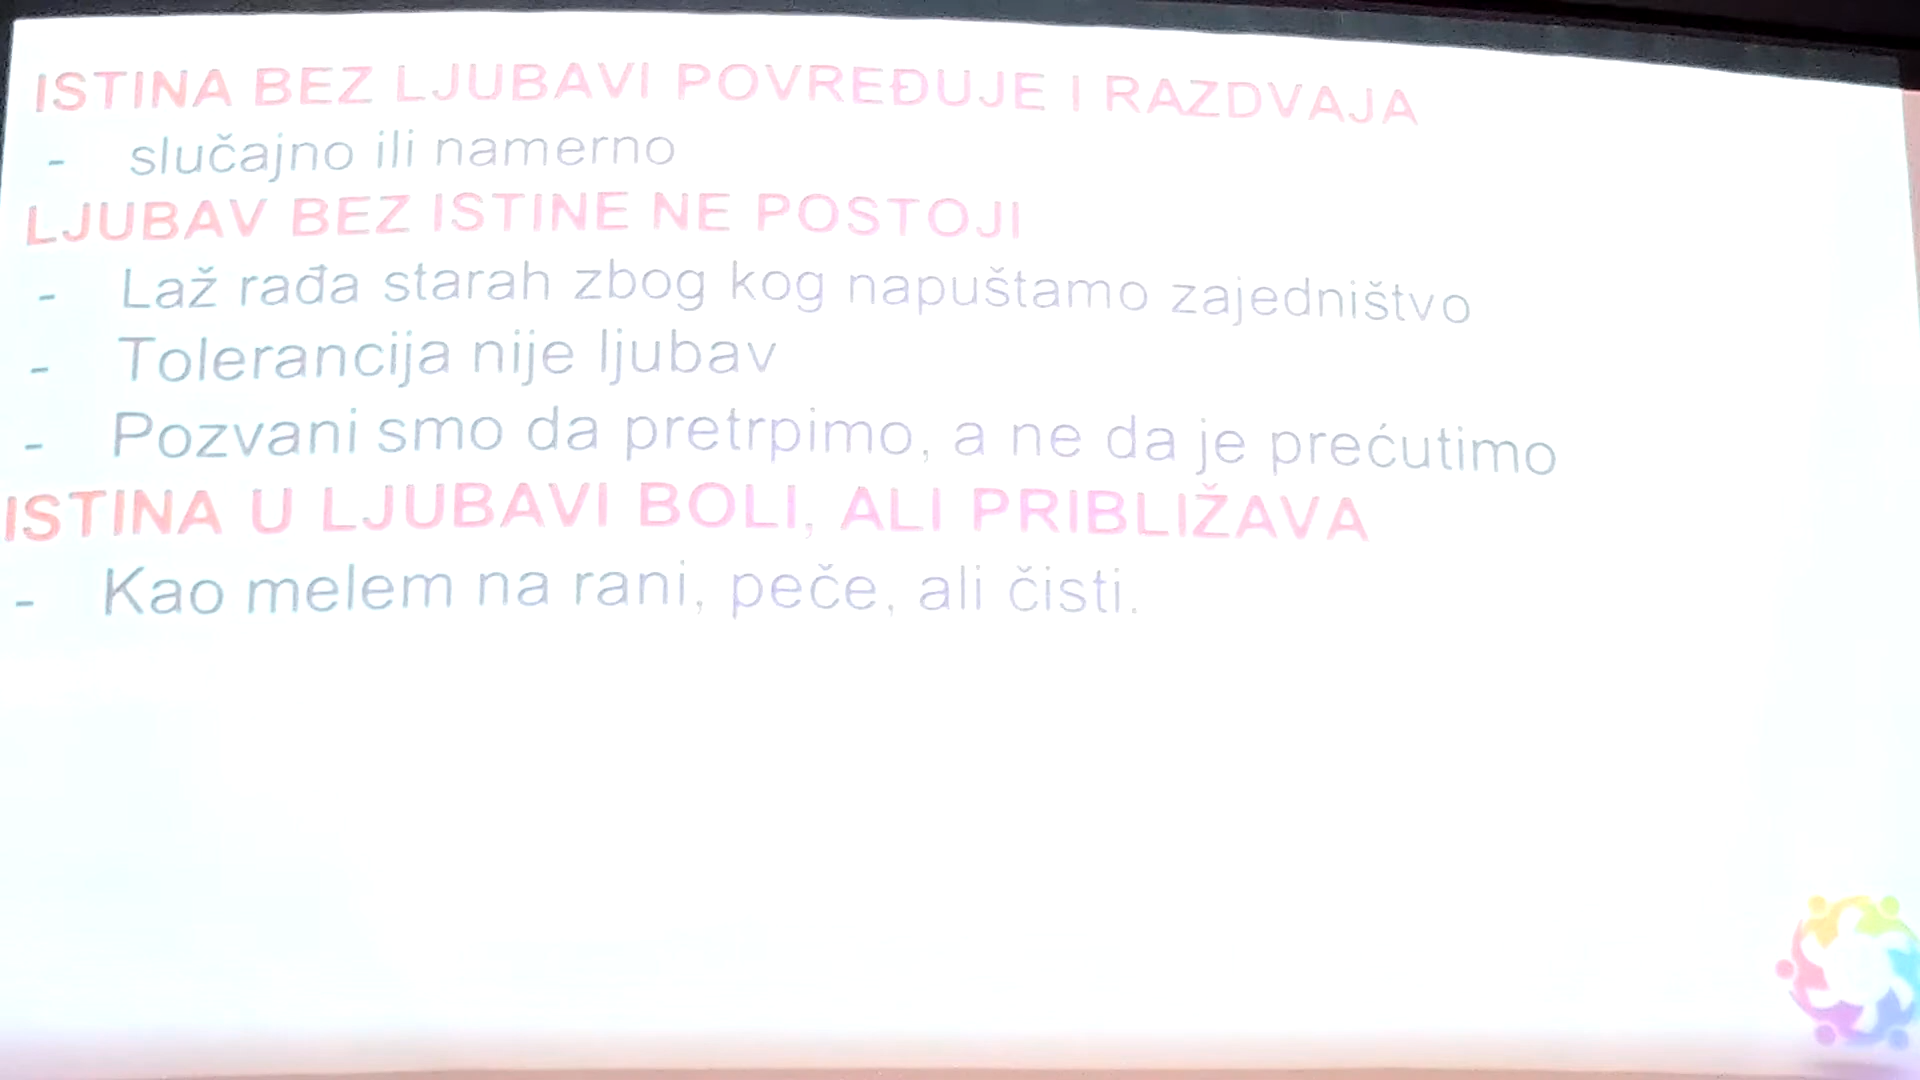 ISTINA BEZ LJUBAVI POVREĐUJE I RAZDVAJA
- slučajno ili namerno
LJUBAV BEZ ISTINE NE POSTOJI
- Laž rađa starah zbog kog napuštamo zajedništvo
- Tolerancija nije ljubav
- Pozvani smo da pretrpimo, a ne da je prećutimo
ISTINA U LJUBAVI BOLI, ALI PRIBLIŽAVA
- Kao melem na rani, peče, ali čisti.